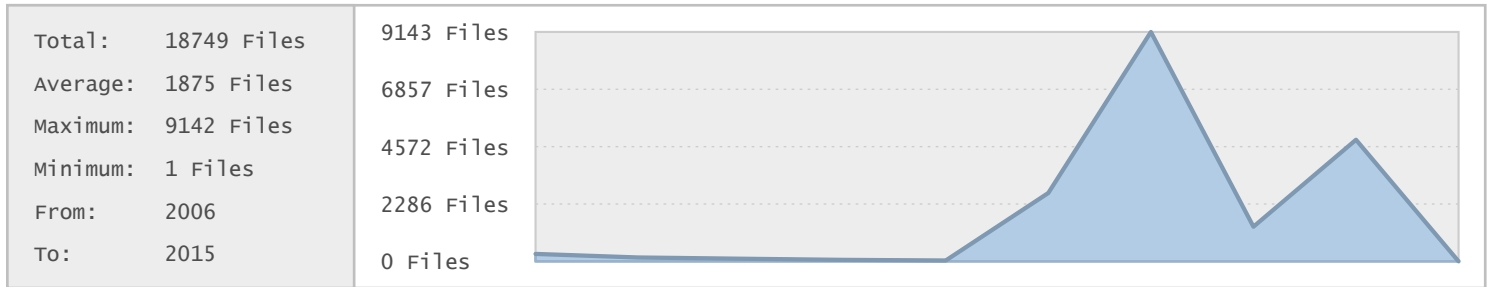 Total: 18749 Files
Average: 1875 Files
Maximum: 9142 Files
Minimum: 1 Files
From: 2006
To: 2015
9143 Files
6857 Files
4572 Files
2286 Files
0 Files